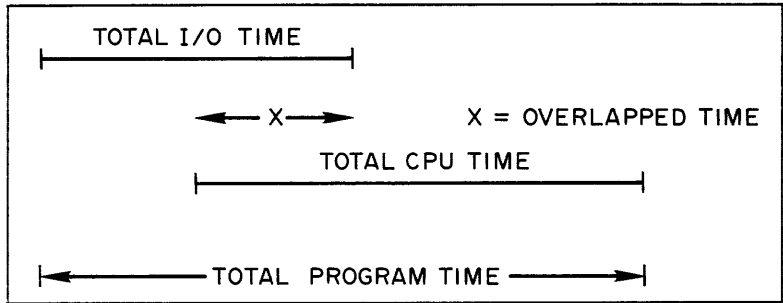 TOTAL I/O TIME
X
X = OVERLAPPED TIME
TOTAL CPU TIME
TOTAL PROGRAM TIME